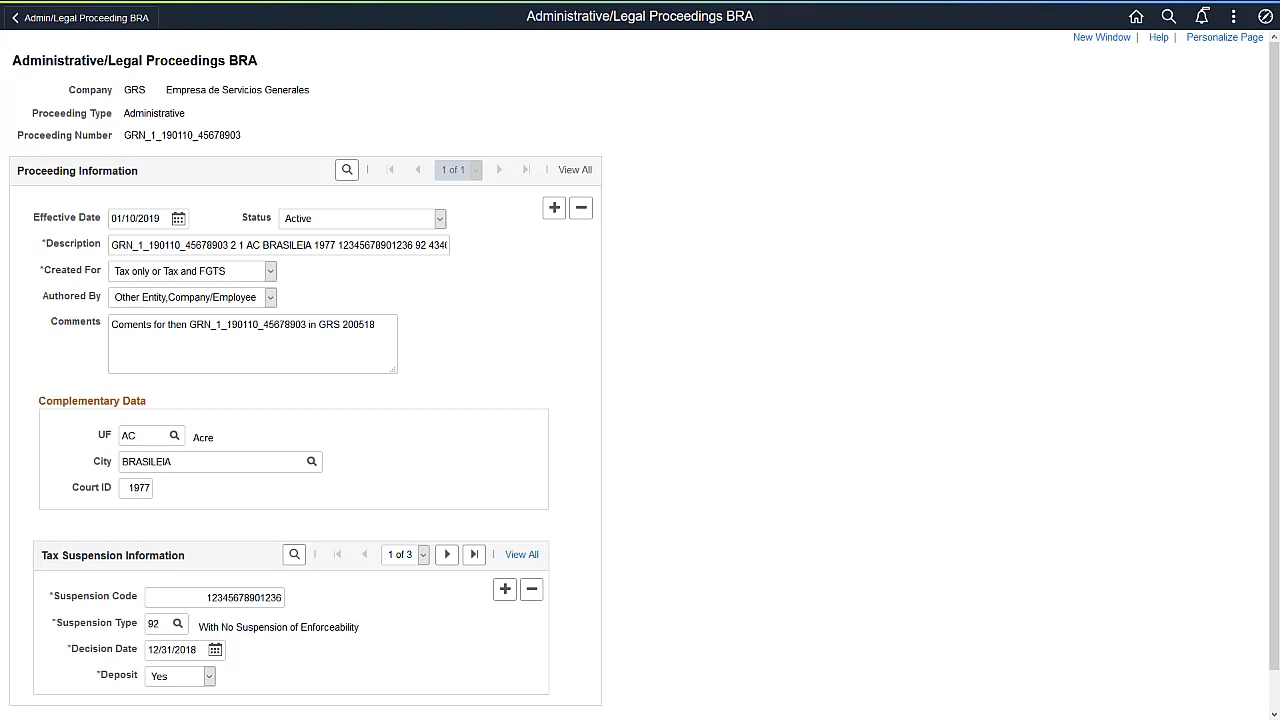 Admin/Legal Proceeding BRA
Administrative/Legal Proceedings BRA
New Window | Help | Personalize Page
Administrative/Legal Proceedings BRA
Company GRS Empresa de Servicios Generales
Proceeding Type Administrative
Proceeding Number GRN_1_190110_45678903
Proceeding Information 1 of 1 View All
Effective Date 01/10/2019 Status Active
*Description GRN_1_190110_45678903 2 1 AC BRASILEIA 1977 12345678901236 92 434
*Created For Tax only or Tax and FGTS
Authored By Other Entity,Company/Employee
Comments Coments for then GRN_1_190110_45678903 in GRS 200518
Complementary Data
UF AC Acre
City BRASILEIA
Court ID 1977
Tax Suspension Information 1 of 3 View All
*Suspension Code 12345678901236
*Suspension Type 92 With No Suspension of Enforceability
*Decision Date 12/31/2018
*Deposit Yes